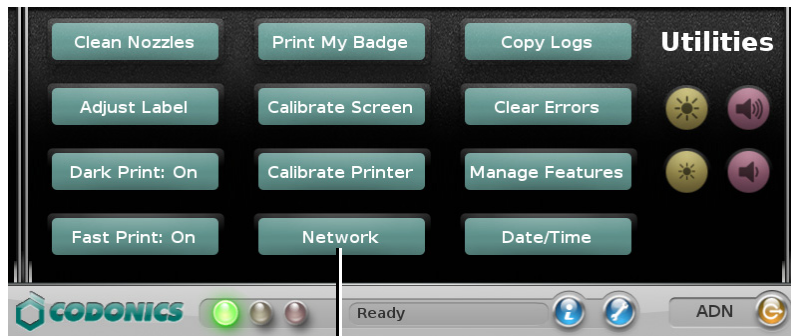 Clean Nozzles Print My Badge Copy Logs Utilities
Adjust Label Calibrate Screen Clear Errors
Dark Print: On Calibrate Printer Manage Features
Fast Print: On Network Date/Time
CODONICS Ready ADN